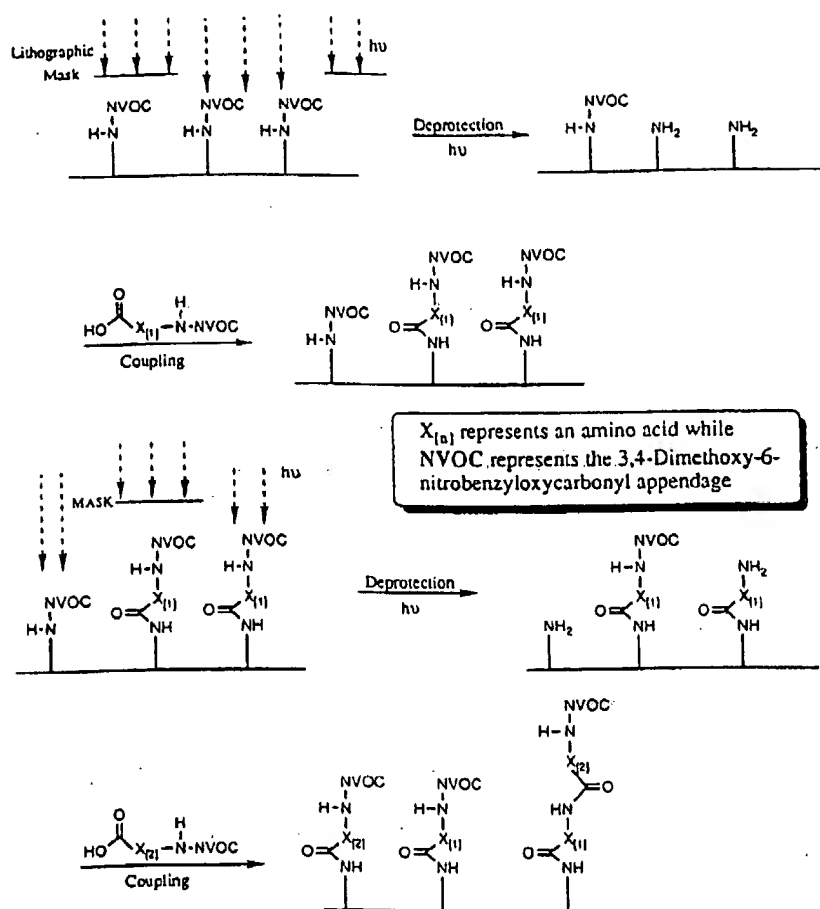 Lithographic
Mask
hυ
NVOC NVOC NVOC NVOC
H-N H-N H-N H-N NH2 NH2
Deprotection
hυ
NVOC NVOC
H-N H-N
NVOC X[1] X[1]
H-N O NH O NH
O H
HO X[1]-N-NVOC
Coupling
X[n] represents an amino acid while
NVOC represents the 3,4-Dimethoxy-6-
nitrobenzyloxycarbonyl appendage
MASK
hυ
NVOC NVOC NVOC
H-N H-N H-N NH2
NVOC X[1] X[1] X[1] X[1]
H-N O NH O NH NH2 O NH O NH
Deprotection
hυ
NVOC
H-N
X[2]
O
NVOC NVOC HN
H-N H-N
X[2] X[1] X[1]
O NH O NH O NH
O H
HO X[2]-N-NVOC
Coupling